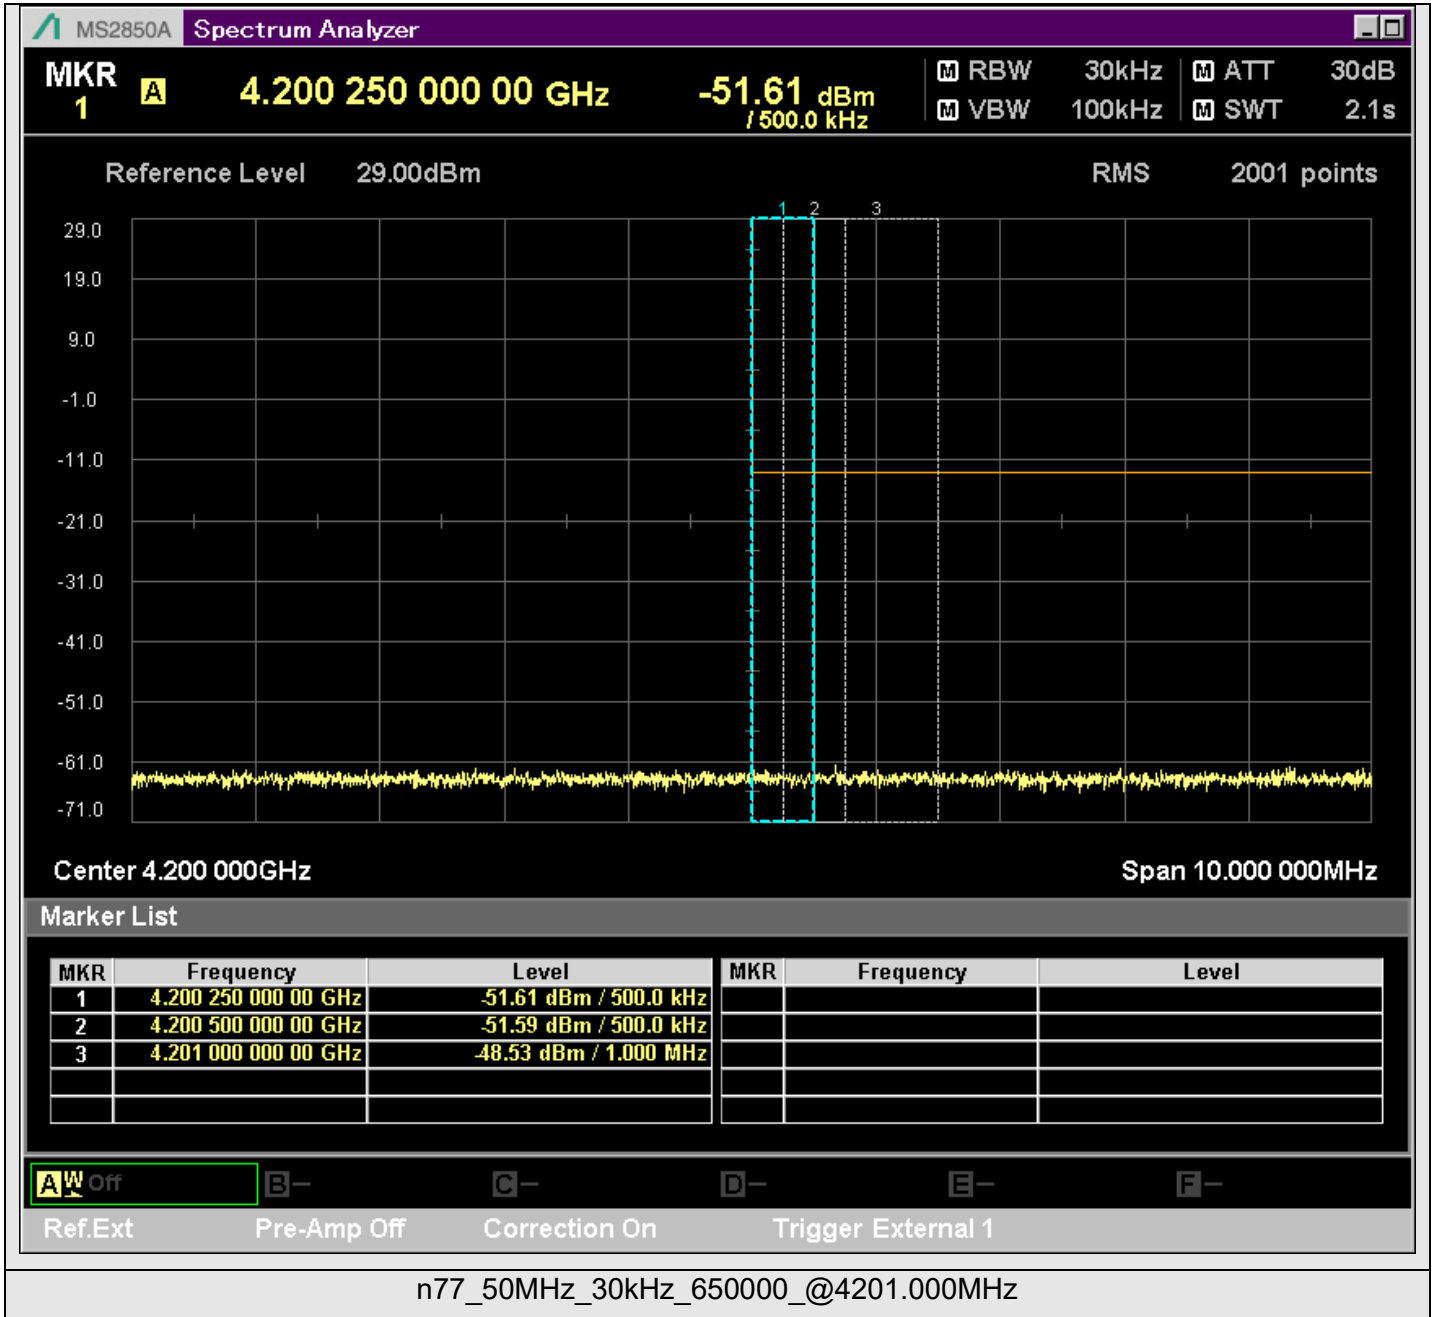 MS2850A Spectrum Analyzer
MKR 1 A 4.200 250 000 00 GHz -51.61 dBm / 500.0 kHz
M RBW 30kHz M ATT 30dB
M VBW 100kHz M SWT 2.1s
Reference Level 29.00dBm RMS 2001 points
1 2 3
29.0
19.0
9.0
-1.0
-11.0
-21.0
-31.0
-41.0
-51.0
-61.0
-71.0
Center 4.200 000GHz Span 10.000 000MHz
Marker List
MKR Frequency Level MKR Frequency Level
1 4.200 250 000 00 GHz -51.61 dBm / 500.0 kHz
2 4.200 500 000 00 GHz -51.59 dBm / 500.0 kHz
3 4.201 000 000 00 GHz -48.53 dBm / 1.000 MHz
A W Off B – C – D – E – F –
Ref.Ext Pre-Amp Off Correction On Trigger External 1
n77_50MHz_30kHz_650000_@4201.000MHz